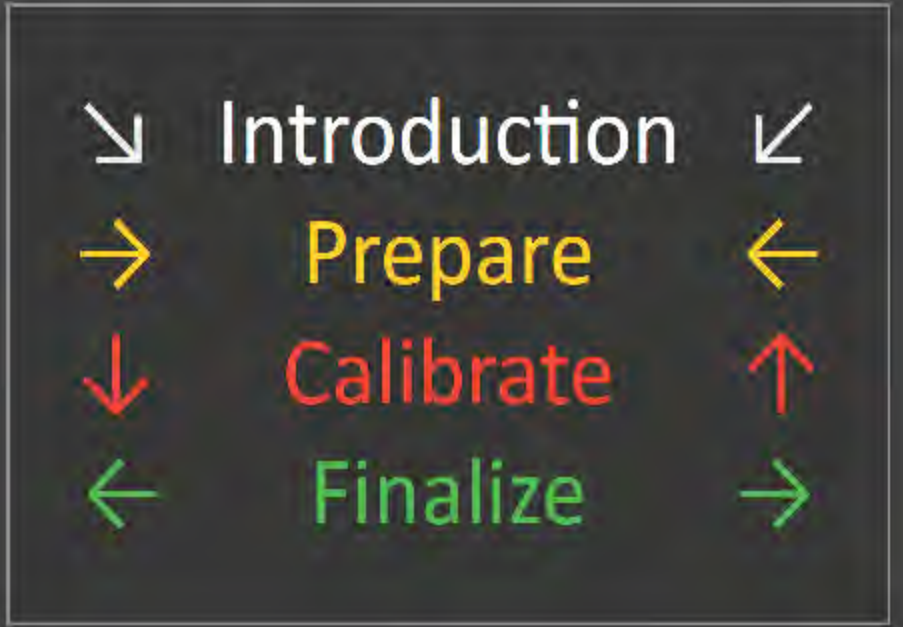 ↘ Introduction ↙
→ Prepare ←
↓ Calibrate ↑
← Finalize →